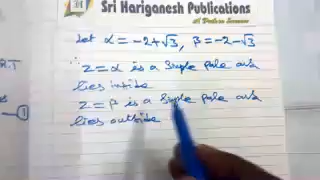 Sri Hariganesh Publications
Let α = -2+√3, β = -2-√3
R.T
∴ Z = α is a simple pole and
lies inside
Z = β is a simple pole and
①
lies outside